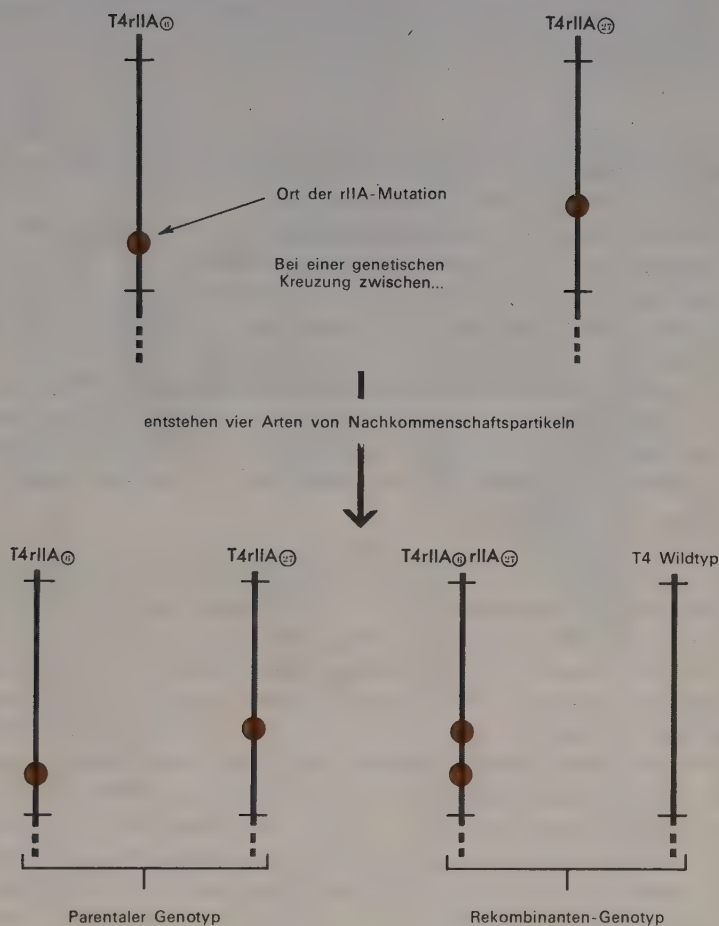 T4rIIA⑥
T4rIIA㉗
Ort der rIIA-Mutation
Bei einer genetischen
Kreuzung zwischen...
entstehen vier Arten von Nachkommenschaftspartikeln
T4rIIA⑥
T4rIIA㉗
T4rIIA⑥rIIA㉗
T4 Wildtyp
Parentaler Genotyp
Rekombinanten-Genotyp